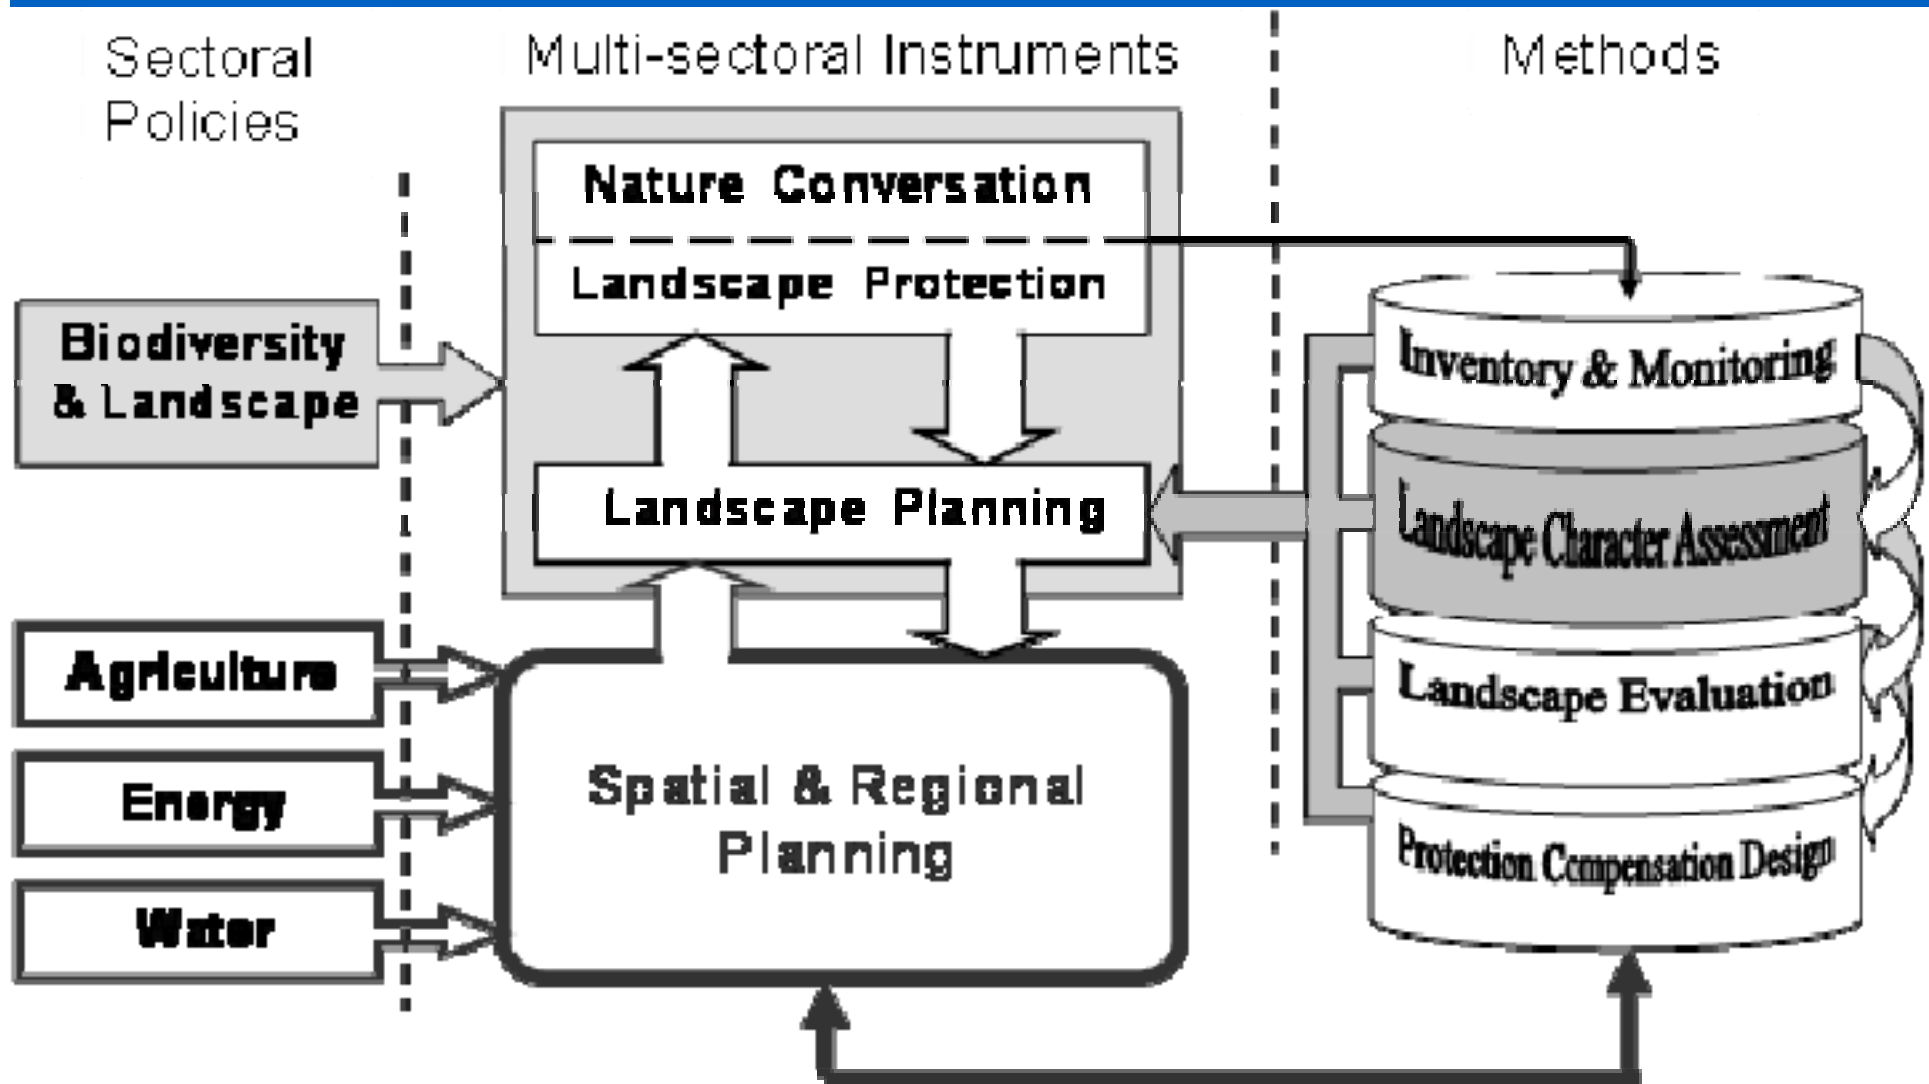 Sectoral
Policies
Multi-sectoral Instruments
Methods
Nature Conversation
Landscape Protection
Biodiversity
& Landscape
Landscape Planning
Agriculture
Energy
Water
Spatial & Regional
Planning
Inventory & Monitoring
Landscape Character Assessment
Landscape Evaluation
Protection Compensation Design